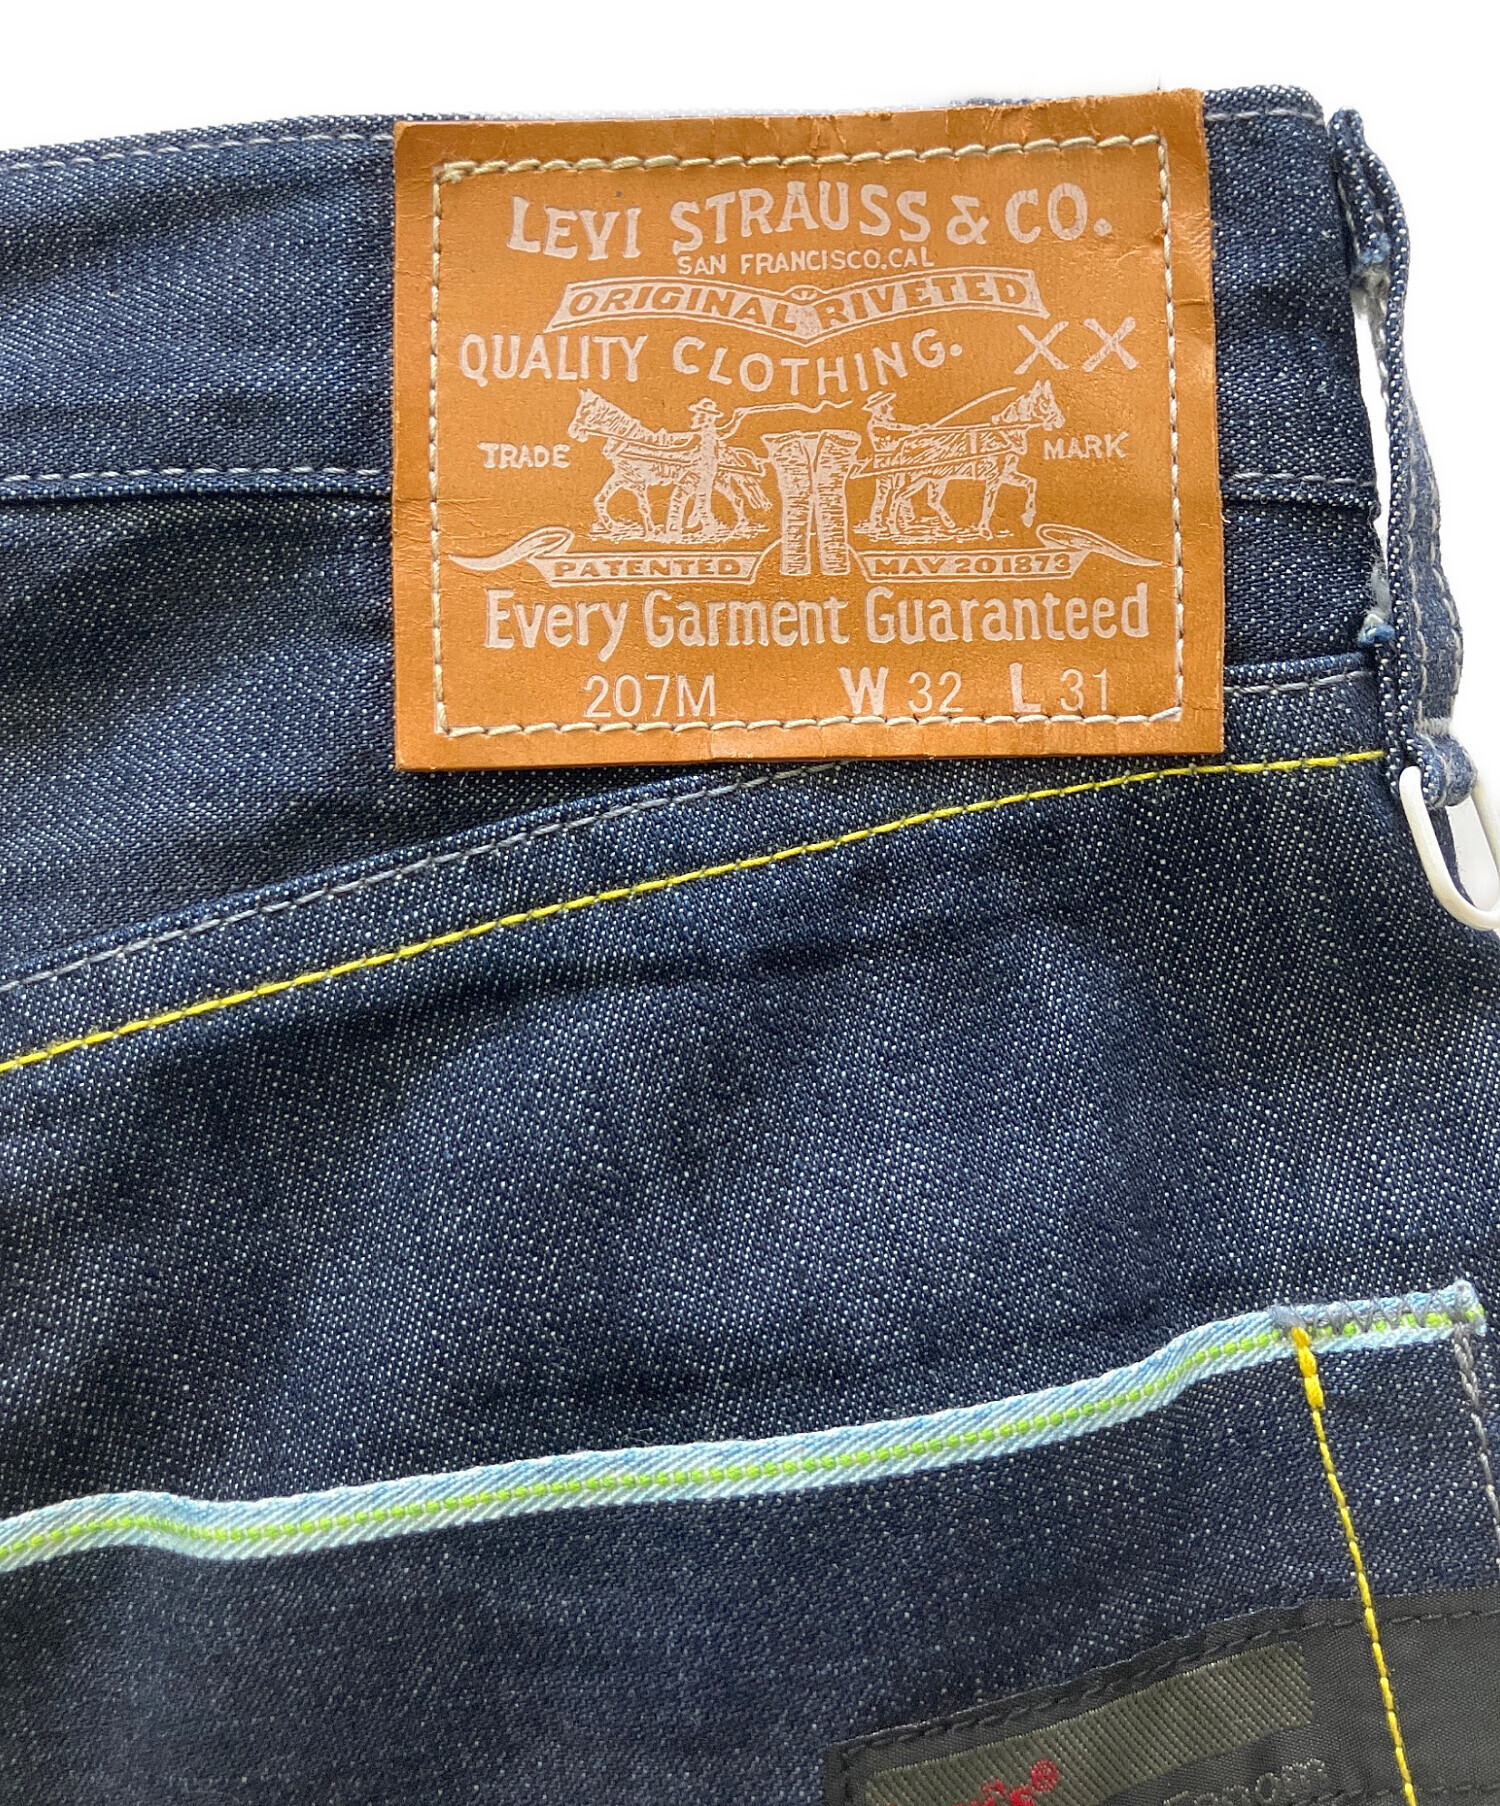 LEVI STRAUSS & CO.
SAN FRANCISCO, CAL
ORIGINAL RIVETED
QUALITY CLOTHING. XX
TRADE MARK
PATENTED MAY 20 1873
Every Garment Guaranteed
207M W 32 L 31